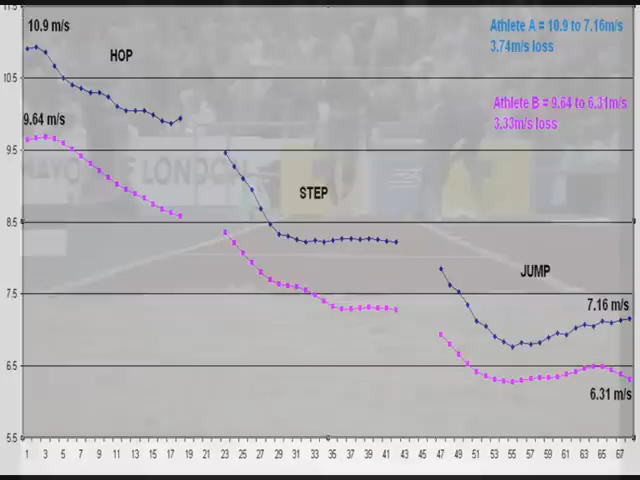 11.5
10.9 m/s
HOP
Athlete A = 10.9 to 7.16m/s
3.74m/s loss
10.5
Athlete B = 9.64 to 6.31m/s
3.33m/s loss
9.64 m/s
9.5
MAYOR
LONDON
STEP
8.5
JUMP
7.5
7.16 m/s
6.5
6.31 m/s
5.5
1 3 5 7 9 11 13 15 17 19 21 23 25 27 29 31 33 35 37 39 41 43 45 47 49 51 53 55 57 59 61 63 65 67